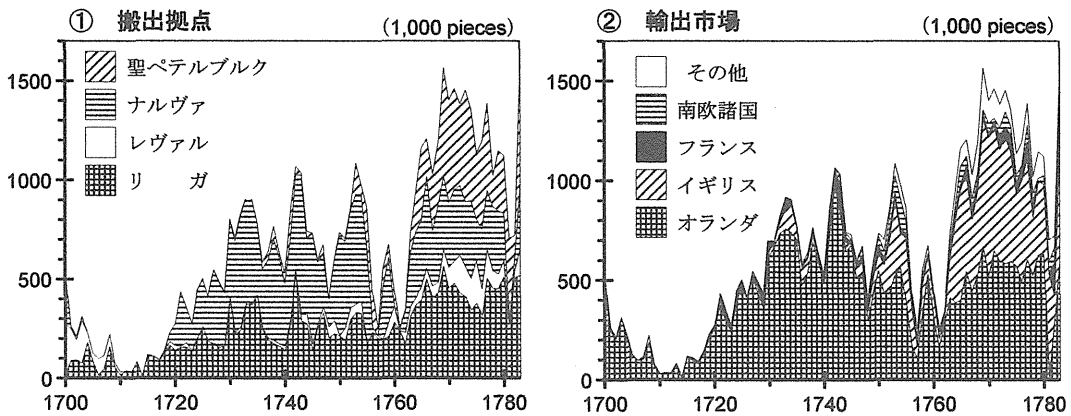 ① 搬出拠点 (1,000 pieces)
聖ペテルブルク
ナルヴァ
レヴァル
リ ガ
1500
1000
500
0
1700 1720 1740 1760 1780
② 輸出市場 (1,000 pieces)
その他
南欧諸国
フランス
イギリス
オランダ
1500
1000
500
0
1700 1720 1740 1760 1780